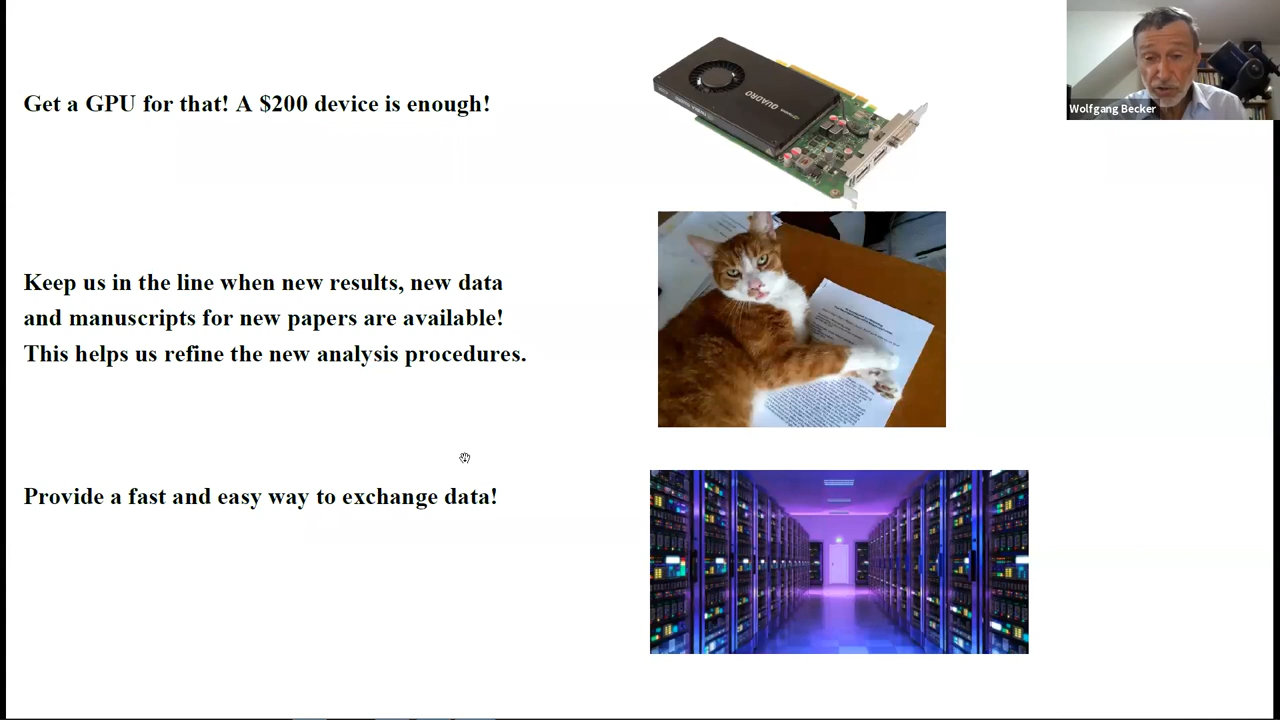 Get a GPU for that! A $200 device is enough!
QUADRO
Wolfgang Becker
Keep us in the line when new results, new data
and manuscripts for new papers are available!
This helps us refine the new analysis procedures.
Provide a fast and easy way to exchange data!